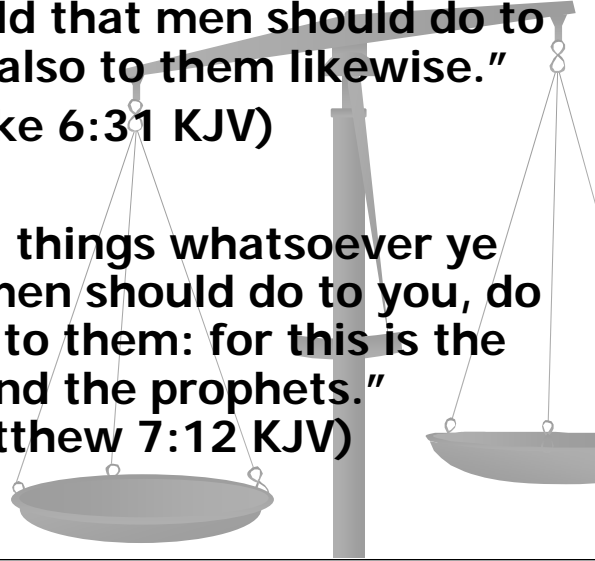 ld that men should do to
also to them likewise.”
ke 6:31 KJV)
things whatsoever ye
nen should do to you, do
to them: for this is the
nd the prophets.”
tthew 7:12 KJV)